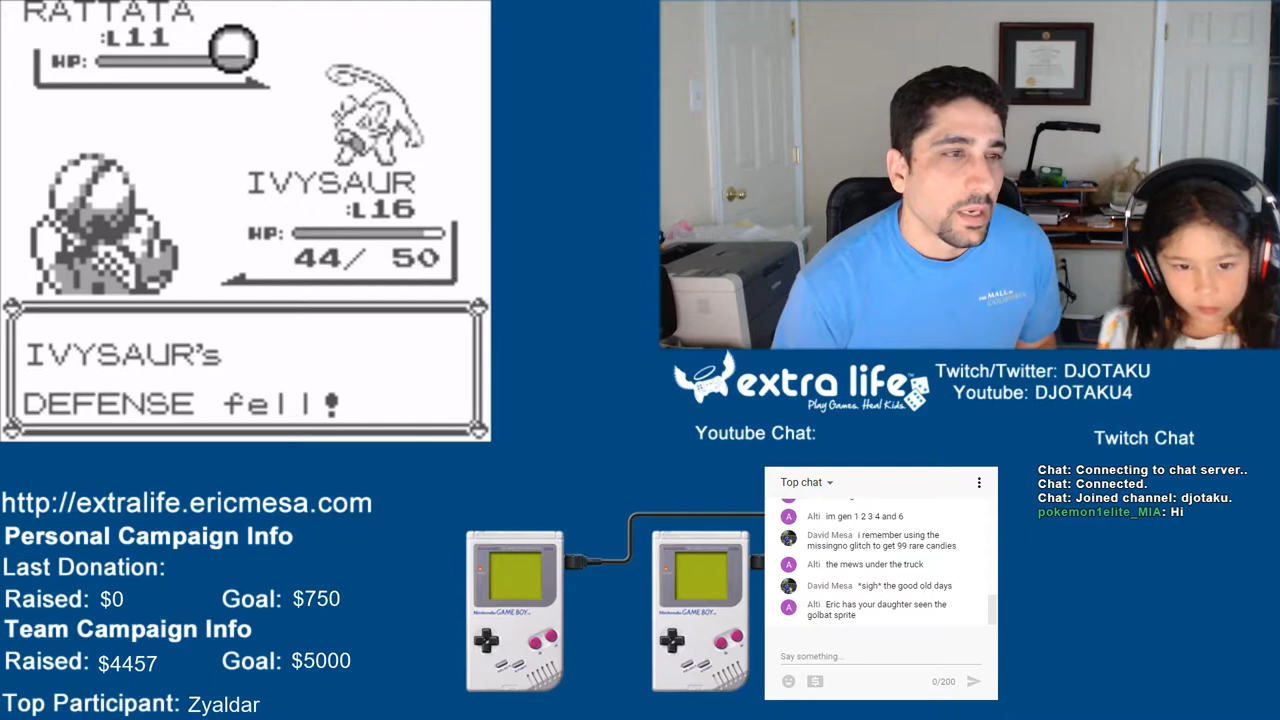 RATTATA
:L11
HP:
IVYSAUR
:L16
HP:
44/ 50
IVYSAUR's
DEFENSE fell!
THE MALL IN
COLUMBIA
extra life
Play Games. Heal Kids.
Twitch/Twitter: DJOTAKU
Youtube: DJOTAKU4
Youtube Chat:
Twitch Chat
Chat: Connecting to chat server..
Chat: Connected.
Chat: Joined channel: djotaku.
pokemon1elite_MIA: Hi
http://extralife.ericmesa.com
Personal Campaign Info
Last Donation:
Raised: $0 Goal: $750
Team Campaign Info
Raised: $4457 Goal: $5000
Top Participant: Zyaldar
Nintendo GAME BOY
Nintendo GAME BOY
Top chat
A Alti im gen 1 2 3 4 and 6
David Mesa i remember using the
missingno glitch to get 99 rare candies
A Alti the mews under the truck
David Mesa *sigh* the good old days
A Alti Eric has your daughter seen the
golbat sprite
Say something...
0/200